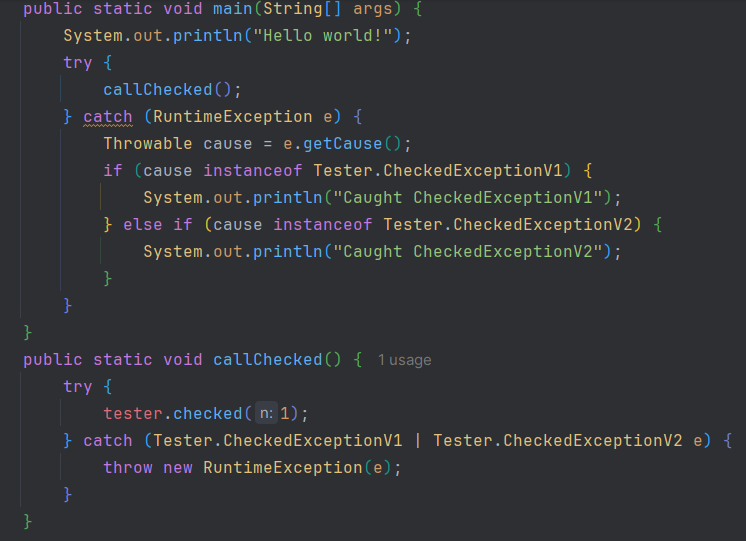 public static void main(String[] args) {
    System.out.println("Hello world!");
    try {
        callChecked();
    } catch (RuntimeException e) {
        Throwable cause = e.getCause();
        if (cause instanceof Tester.CheckedExceptionV1) {
            System.out.println("Caught CheckedExceptionV1");
        } else if (cause instanceof Tester.CheckedExceptionV2) {
            System.out.println("Caught CheckedExceptionV2");
        }
    }
}
public static void callChecked() { 1 usage
    try {
        tester.checked( n: 1);
    } catch (Tester.CheckedExceptionV1 | Tester.CheckedExceptionV2 e) {
        throw new RuntimeException(e);
    }
}